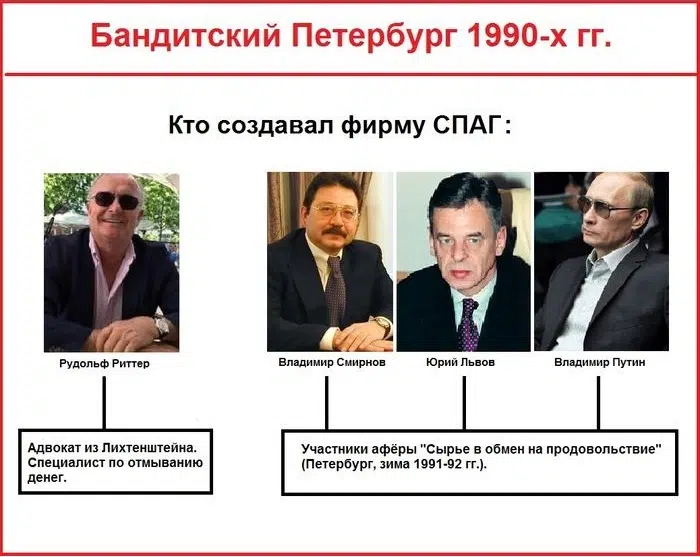 Бандитский Петербург 1990-х гг.
Кто создавал фирму СПАГ:
Рудольф Риттер
Владимир Смирнов
Юрий Львов
Владимир Путин
Адвокат из Лихтенштейна.
Специалист по отмыванию
денег.
Участники афёры "Сырье в обмен на продовольствие"
(Петербург, зима 1991-92 гг.).